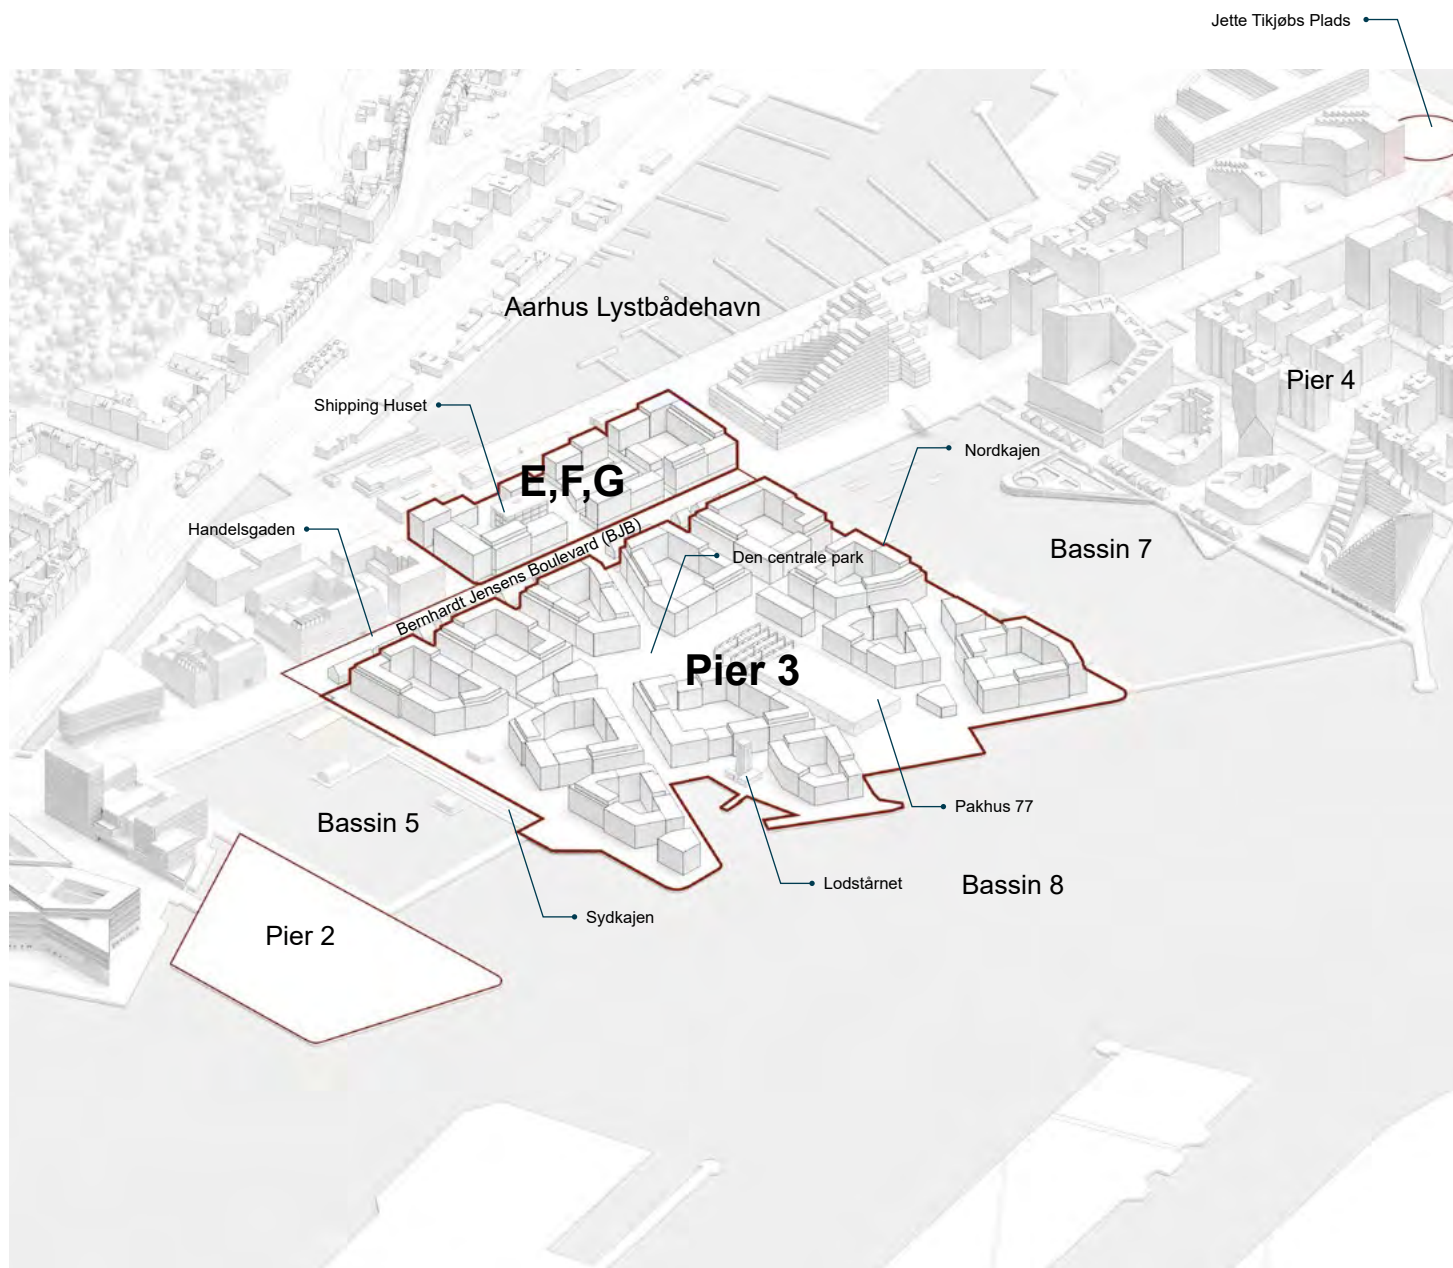 Jette Tikjøbs Plads
Aarhus Lystbådehavn
Pier 4
Shipping Huset
Nordkajen
E,F,G
Handelsgaden
Bernhardt Jensens Boulevard (BJB)
Den centrale park
Bassin 7
Pier 3
Pakhus 77
Bassin 5
Lodstårnet
Bassin 8
Sydkajen
Pier 2